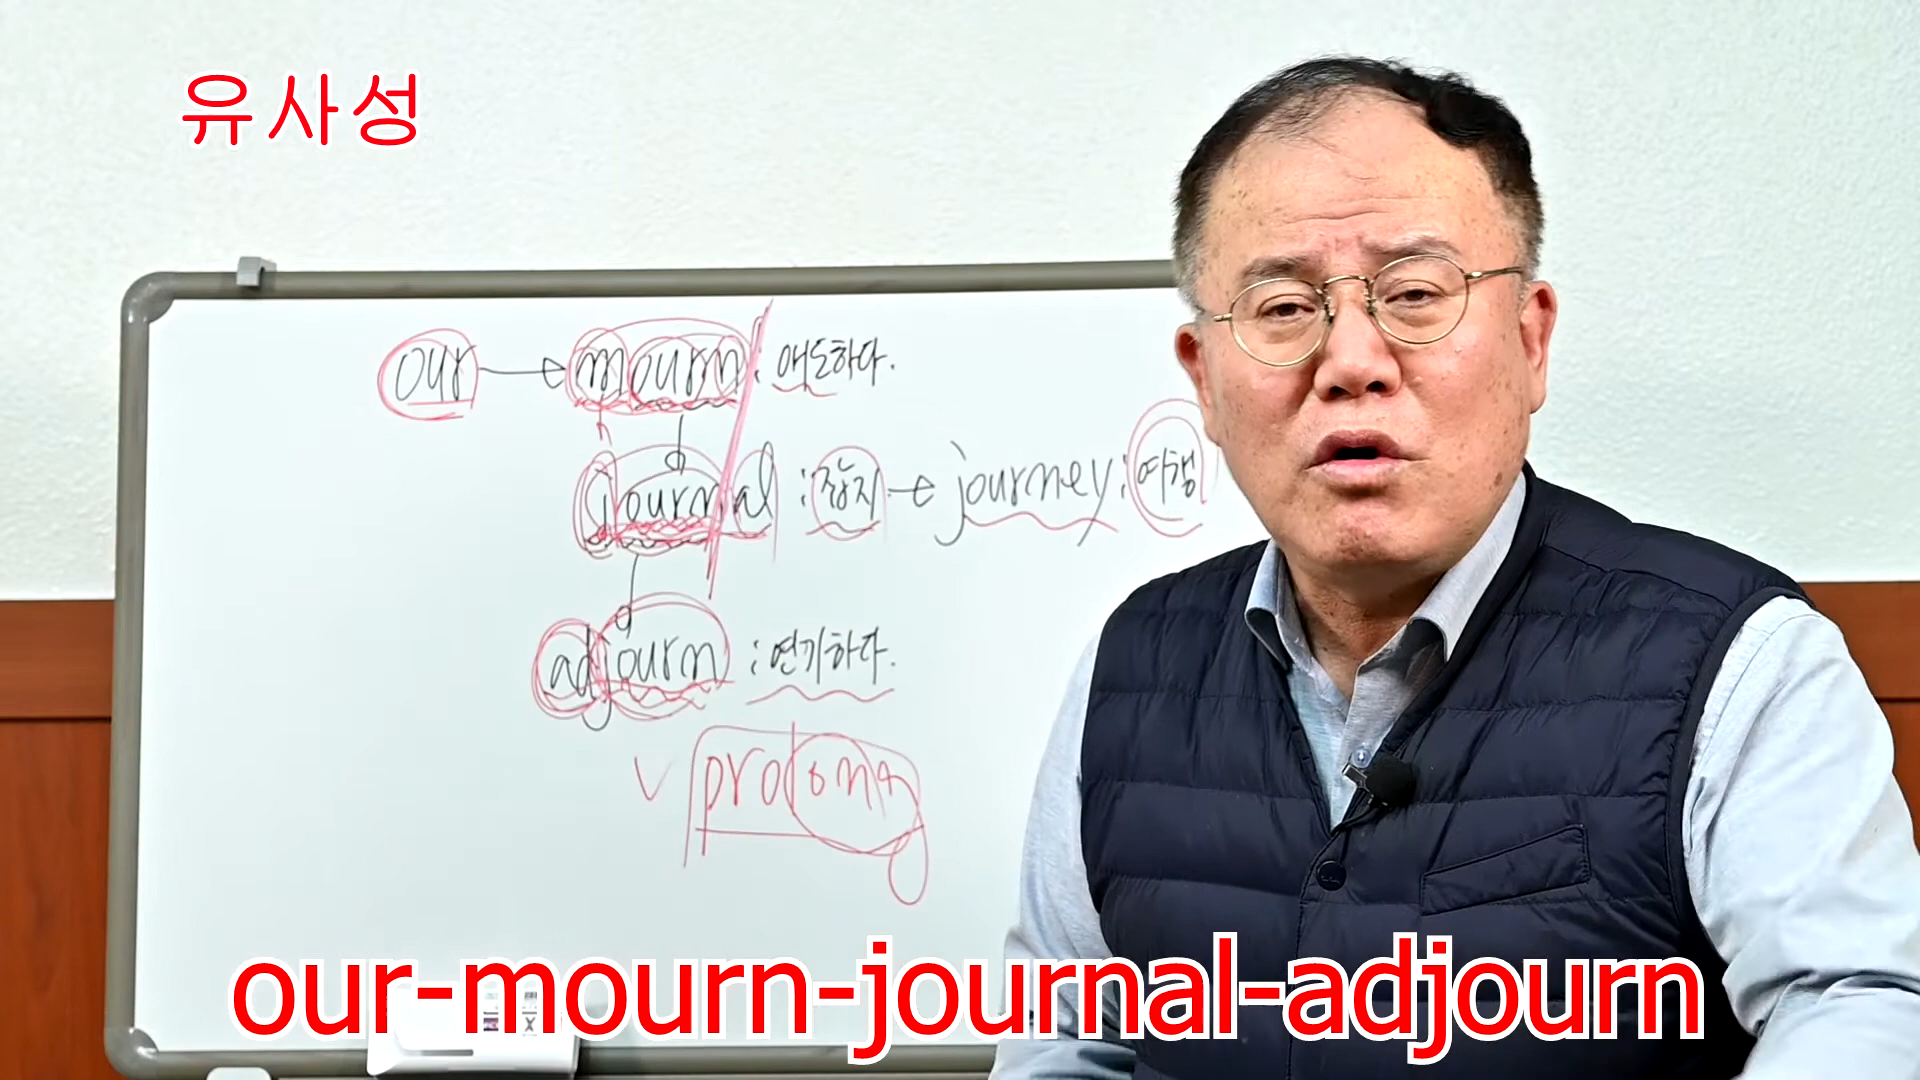 유사성
our → mourn : 애도하다.
journal : 잡지 → journey : 여행
adjourn : 연기하다.
our-mourn-journal-adjourn